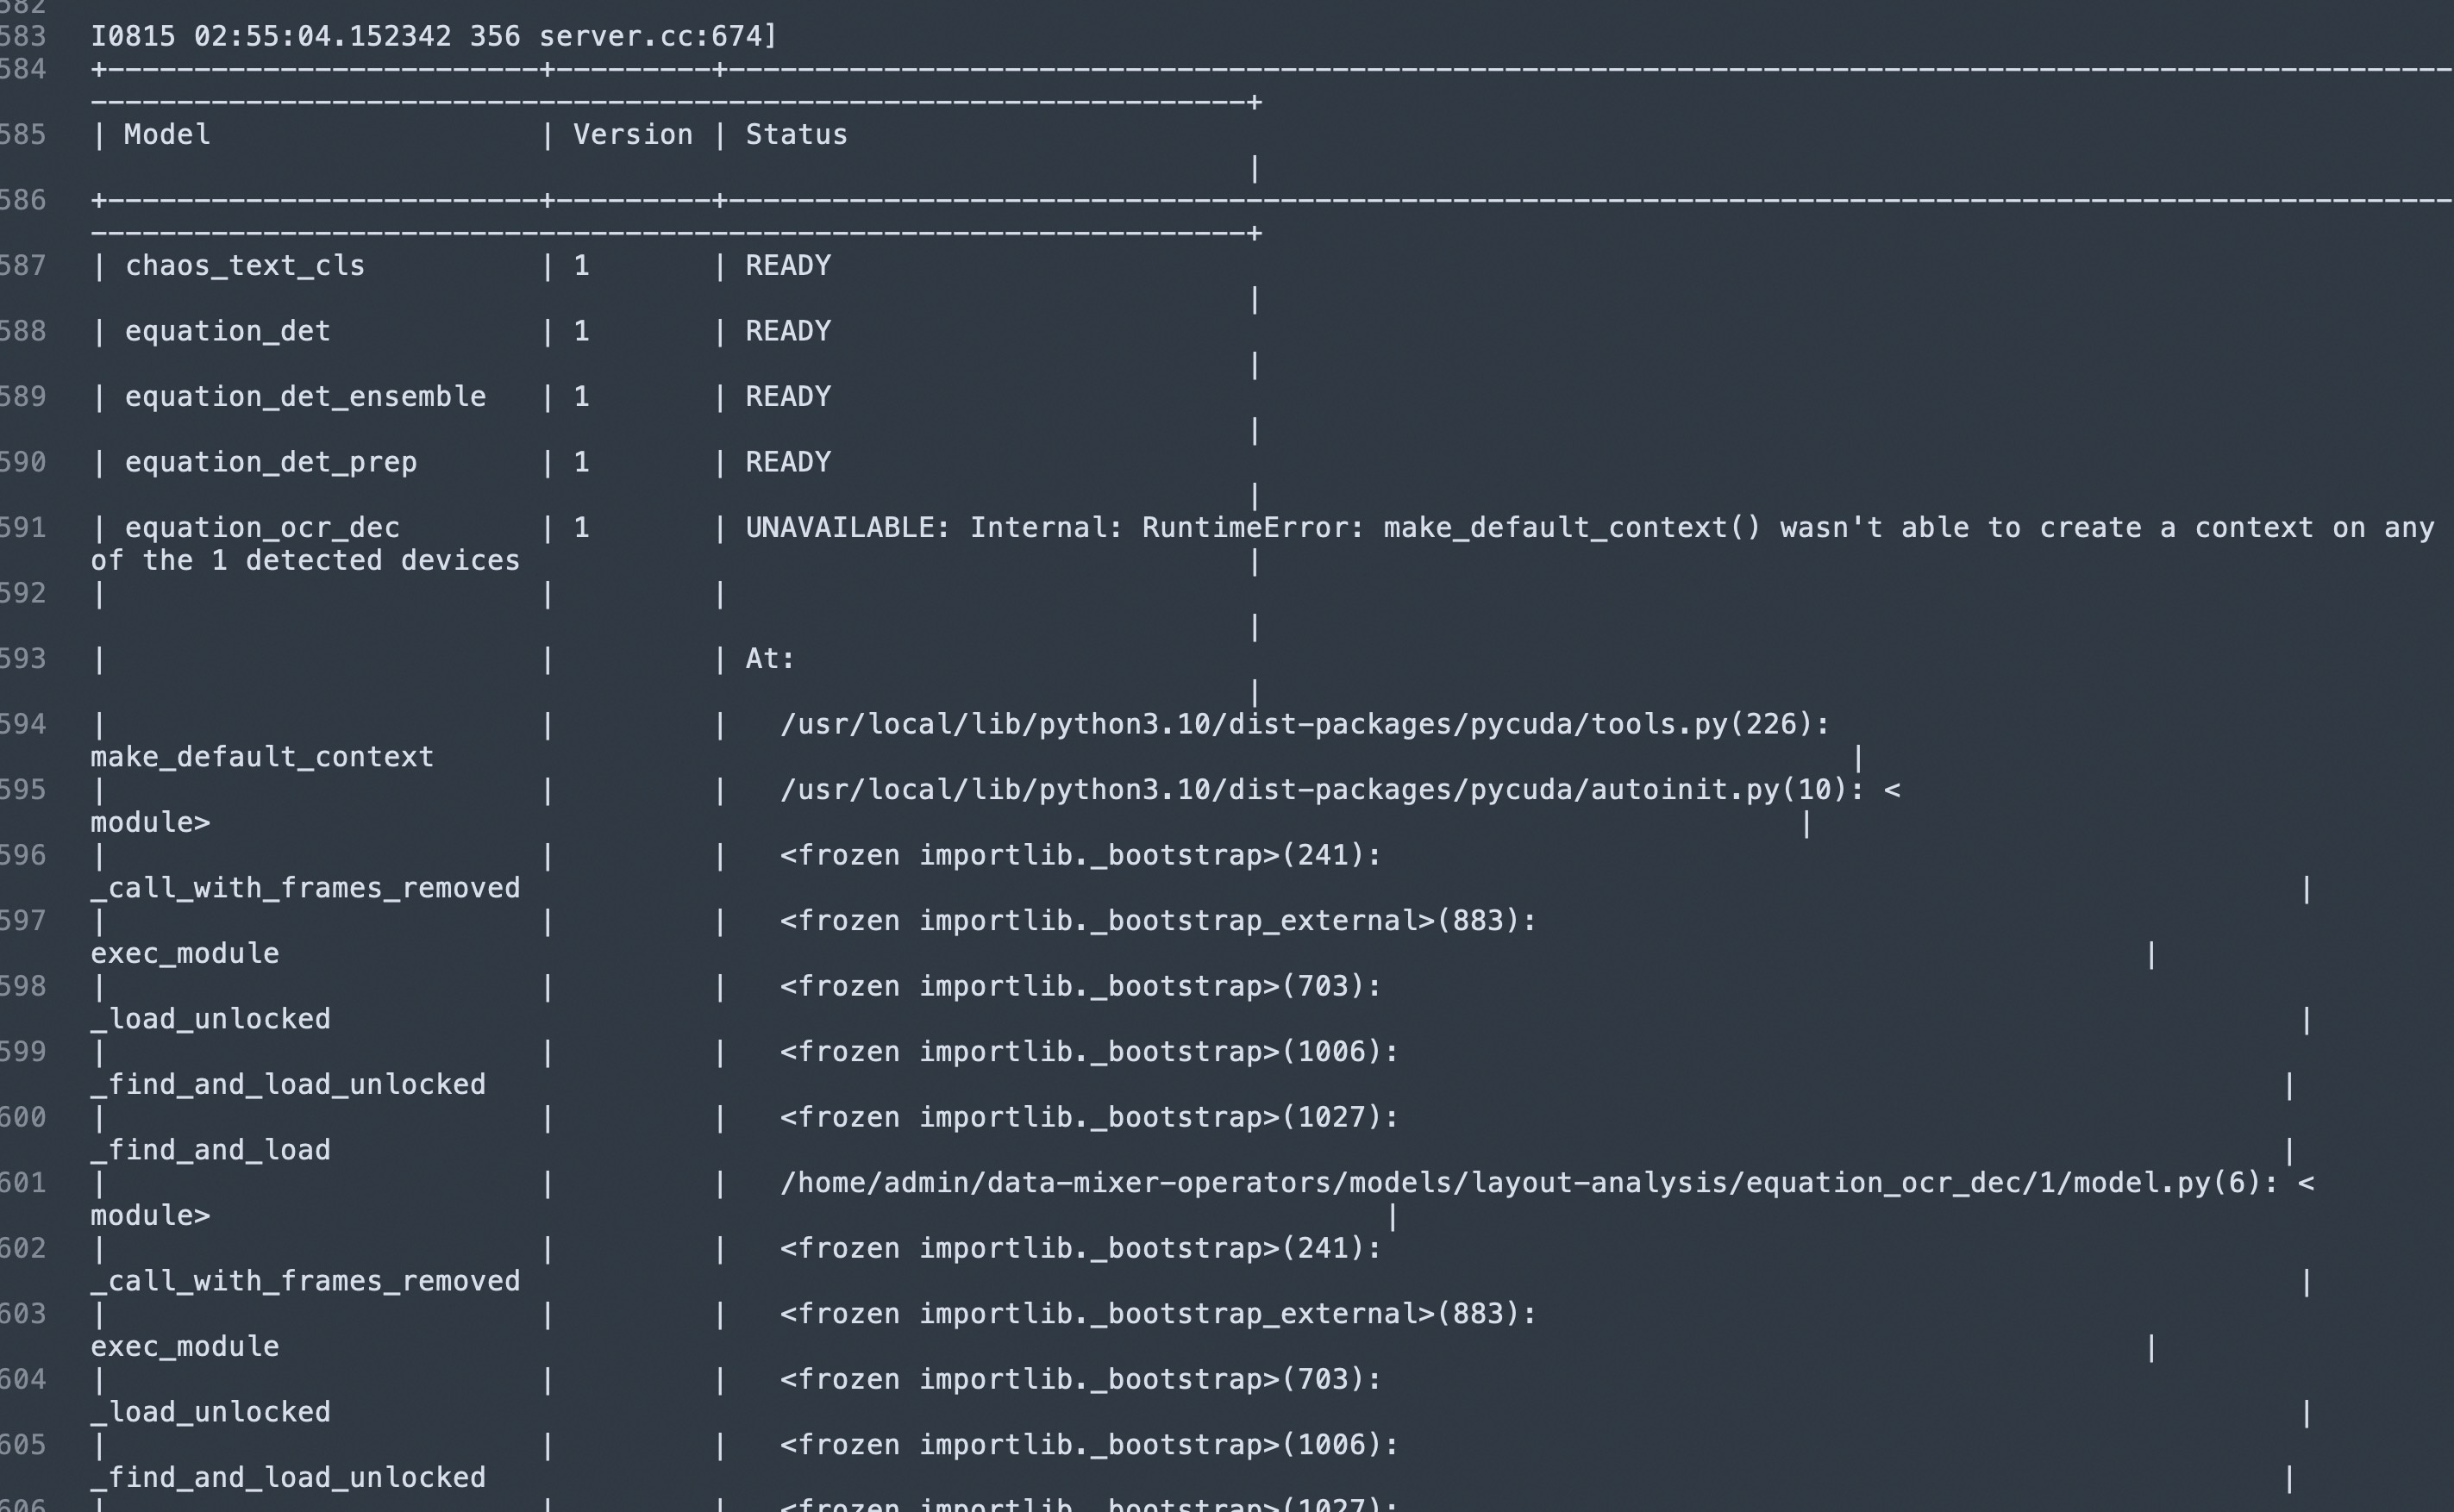 582
583 I0815 02:55:04.152342 356 server.cc:674]
584 +-------------------------+---------+----------------------------------------------------------------------------------------------------
-------------------------------------------------------------------+
585 | Model | Version | Status
|
586 +-------------------------+---------+----------------------------------------------------------------------------------------------------
-------------------------------------------------------------------+
587 | chaos_text_cls | 1 | READY
|
588 | equation_det | 1 | READY
|
589 | equation_det_ensemble | 1 | READY
|
590 | equation_det_prep | 1 | READY
|
591 | equation_ocr_dec | 1 | UNAVAILABLE: Internal: RuntimeError: make_default_context() wasn't able to create a context on any
of the 1 detected devices |
592 | | |
|
593 | | | At:
|
594 | | | /usr/local/lib/python3.10/dist-packages/pycuda/tools.py(226):
make_default_context |
595 | | | /usr/local/lib/python3.10/dist-packages/pycuda/autoinit.py(10): <
module> |
596 | | | <frozen importlib._bootstrap>(241):
_call_with_frames_removed |
597 | | | <frozen importlib._bootstrap_external>(883):
exec_module |
598 | | | <frozen importlib._bootstrap>(703):
_load_unlocked |
599 | | | <frozen importlib._bootstrap>(1006):
_find_and_load_unlocked |
600 | | | <frozen importlib._bootstrap>(1027):
_find_and_load |
601 | | | /home/admin/data-mixer-operators/models/layout-analysis/equation_ocr_dec/1/model.py(6): <
module> |
602 | | | <frozen importlib._bootstrap>(241):
_call_with_frames_removed |
603 | | | <frozen importlib._bootstrap_external>(883):
exec_module |
604 | | | <frozen importlib._bootstrap>(703):
_load_unlocked |
605 | | | <frozen importlib._bootstrap>(1006):
_find_and_load_unlocked |
606 | | | <frozen importlib._bootstrap>(1027):